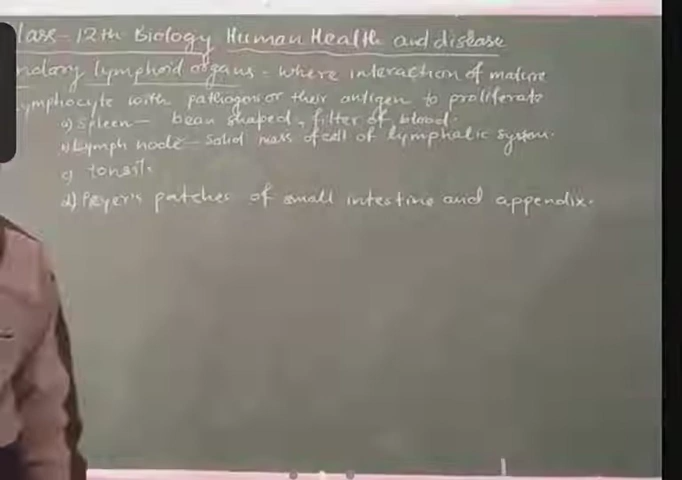 lass - 12th Biology Human Health and disease
ndary lymphoid organs - where interaction of mature
lymphocyte with pathogen or their antigen to proliferate
a) Spleen - bean shaped, filter of blood.
b) Lymph node - Solid mass of cell of lymphatic system.
c) tonsil.
d) Peyer's patches of small intestine and appendix.